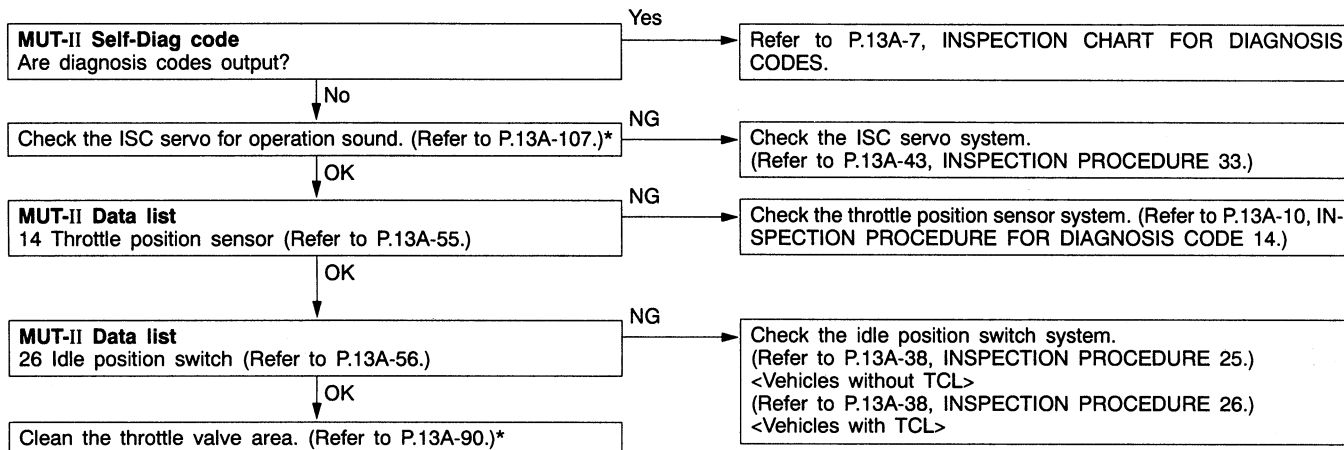 MUT-II Self-Diag code
Are diagnosis codes output?
Yes
Refer to P.13A-7, INSPECTION CHART FOR DIAGNOSIS
CODES.
No
Check the ISC servo for operation sound. (Refer to P.13A-107.)*
NG
Check the ISC servo system.
(Refer to P.13A-43, INSPECTION PROCEDURE 33.)
OK
MUT-II Data list
14 Throttle position sensor (Refer to P.13A-55.)
NG
Check the throttle position sensor system. (Refer to P.13A-10, IN-
SPECTION PROCEDURE FOR DIAGNOSIS CODE 14.)
OK
MUT-II Data list
26 Idle position switch (Refer to P.13A-56.)
NG
Check the idle position switch system.
(Refer to P.13A-38, INSPECTION PROCEDURE 25.)
<Vehicles without TCL>
(Refer to P.13A-38, INSPECTION PROCEDURE 26.)
<Vehicles with TCL>
OK
Clean the throttle valve area. (Refer to P.13A-90.)*